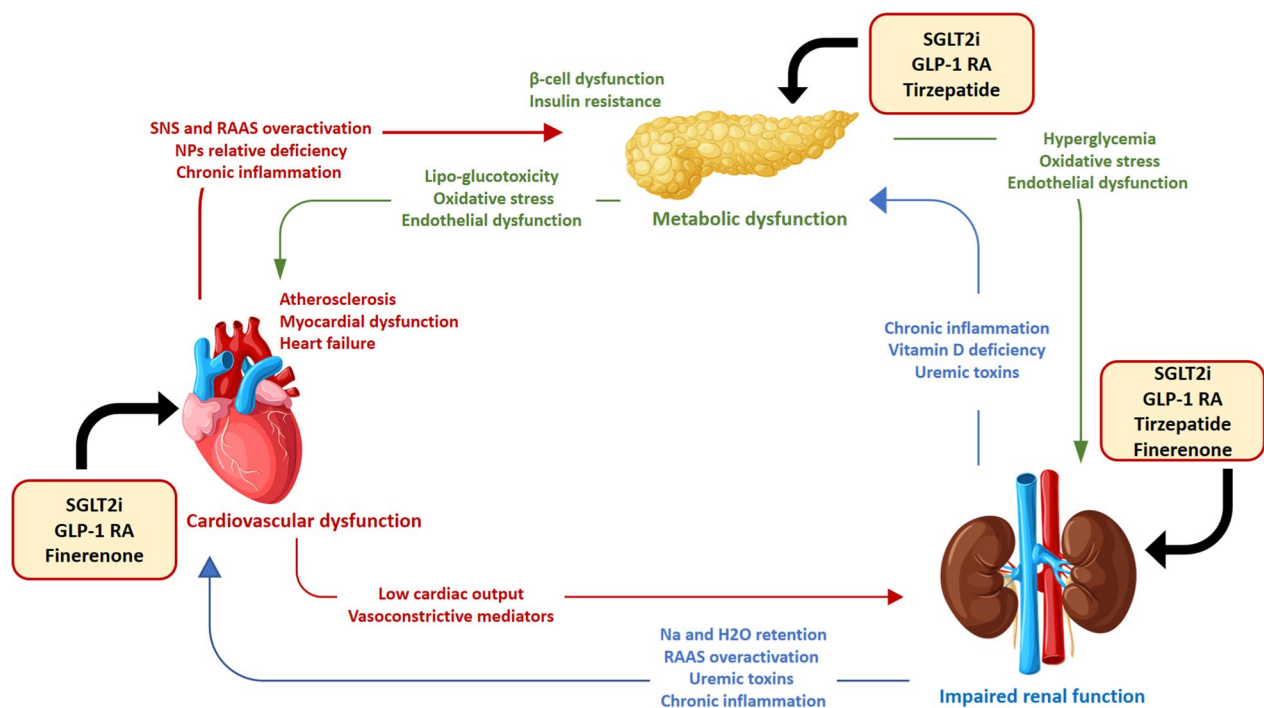 SGLT2i
GLP-1 RA
Tirzepatide
β-cell dysfunction
Insulin resistance
SNS and RAAS overactivation
NPs relative deficiency
Chronic inflammation
Hyperglycemia
Oxidative stress
Endothelial dysfunction
Lipo-glucotoxicity
Oxidative stress
Endothelial dysfunction
Metabolic dysfunction
Atherosclerosis
Myocardial dysfunction
Heart failure
Chronic inflammation
Vitamin D deficiency
Uremic toxins
SGLT2i
GLP-1 RA
Tirzepatide
Finerenone
SGLT2i
GLP-1 RA
Finerenone
Cardiovascular dysfunction
Low cardiac output
Vasoconstrictive mediators
Na and H2O retention
RAAS overactivation
Uremic toxins
Chronic inflammation
Impaired renal function